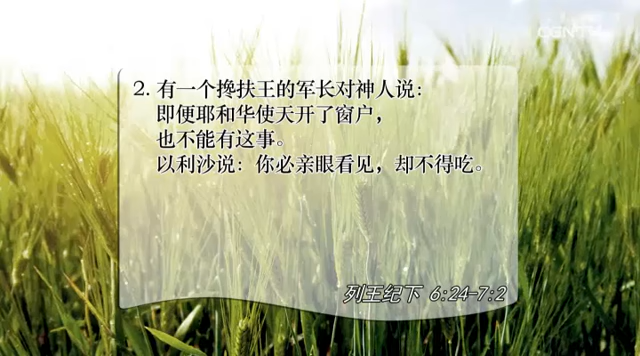 CGNTV
2. 有一个搀扶王的军长对神人说：
即便耶和华使天开了窗户，
也不能有这事。
以利沙说：你必亲眼看见，却不得吃。
列王纪下 6:24-7:2